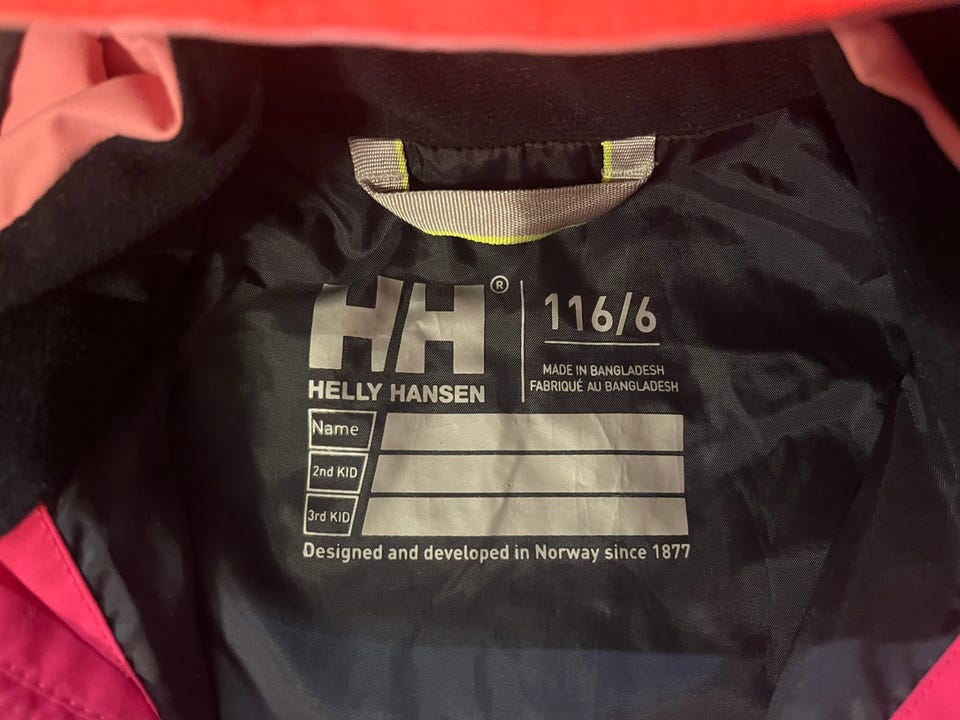 HH®
HELLY HANSEN
116/6
MADE IN BANGLADESH
FABRIQUÉ AU BANGLADESH
Name
2nd KID
3rd KID
Designed and developed in Norway since 1877